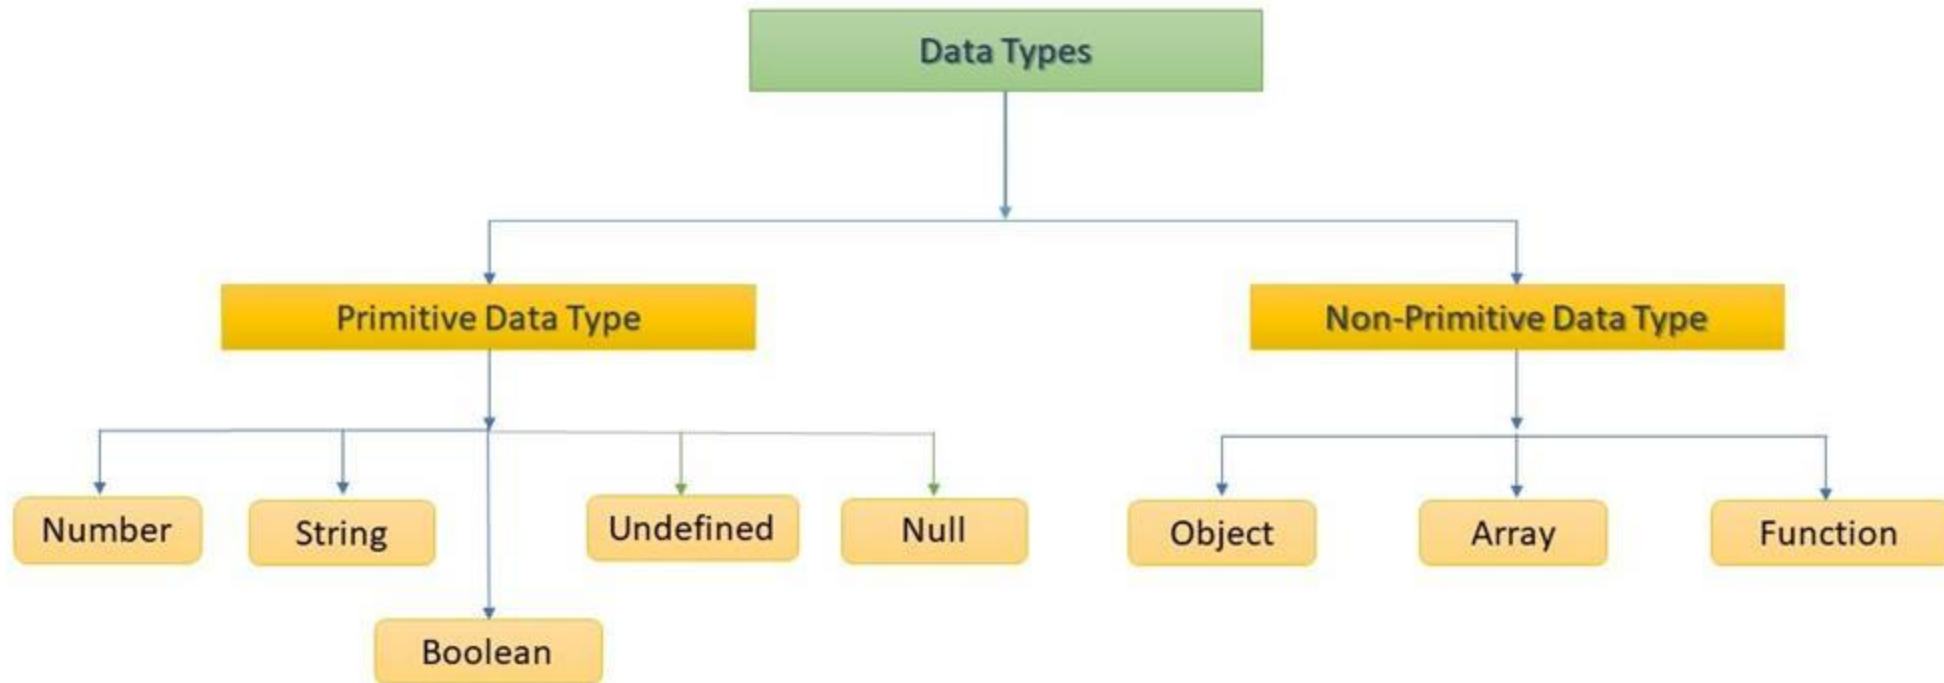 Data Types
Primitive Data Type
Non-Primitive Data Type
Number
String
Undefined
Null
Object
Array
Function
Boolean